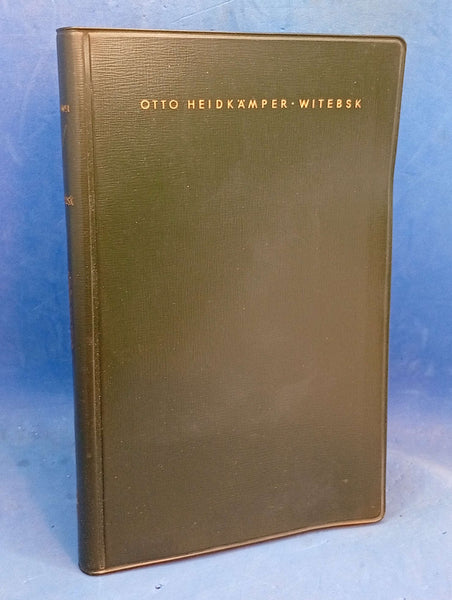 OTTO HEIDKÄMPER · WITEBSK